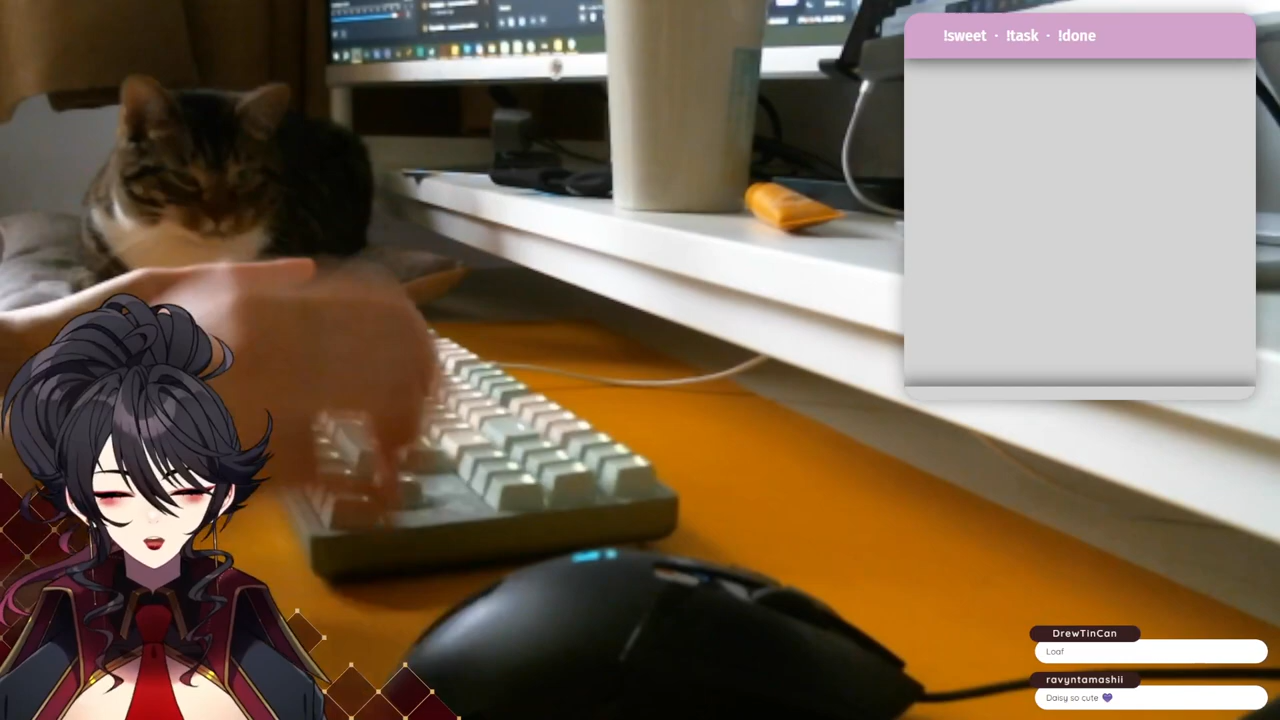 !sweet · !task · !done
DrewTinCan
Loaf
ravyntamashii
Daisy so cute 💜